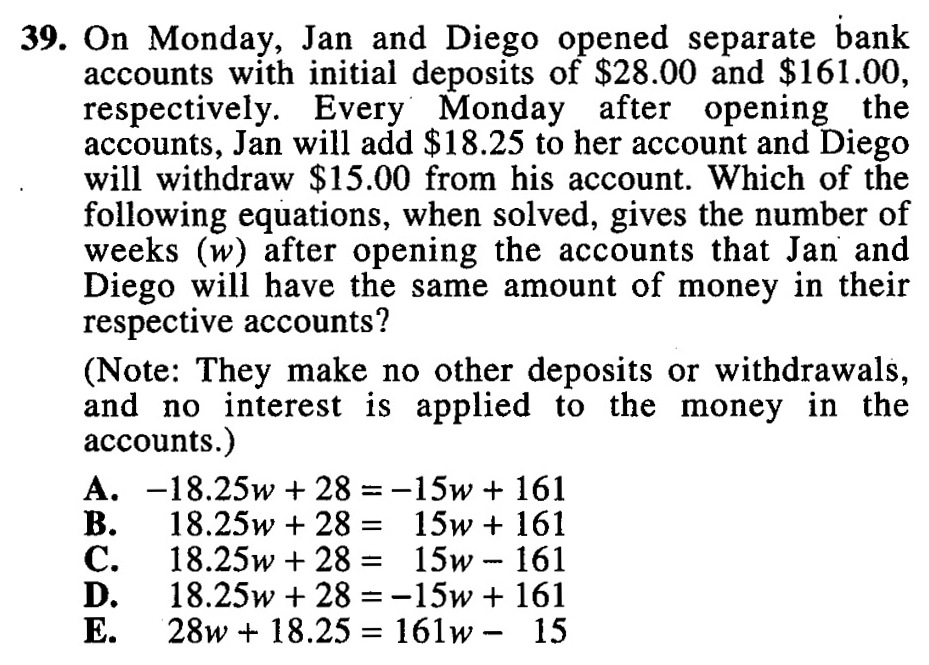 39. On Monday, Jan and Diego opened separate bank
accounts with initial deposits of $28.00 and $161.00,
respectively. Every Monday after opening the
accounts, Jan will add $18.25 to her account and Diego
will withdraw $15.00 from his account. Which of the
following equations, when solved, gives the number of
weeks (w) after opening the accounts that Jan and
Diego will have the same amount of money in their
respective accounts?
(Note: They make no other deposits or withdrawals,
and no interest is applied to the money in the
accounts.)
A. −18.25w + 28 = −15w + 161
B. 18.25w + 28 = 15w + 161
C. 18.25w + 28 = 15w − 161
D. 18.25w + 28 = −15w + 161
E. 28w + 18.25 = 161w − 15